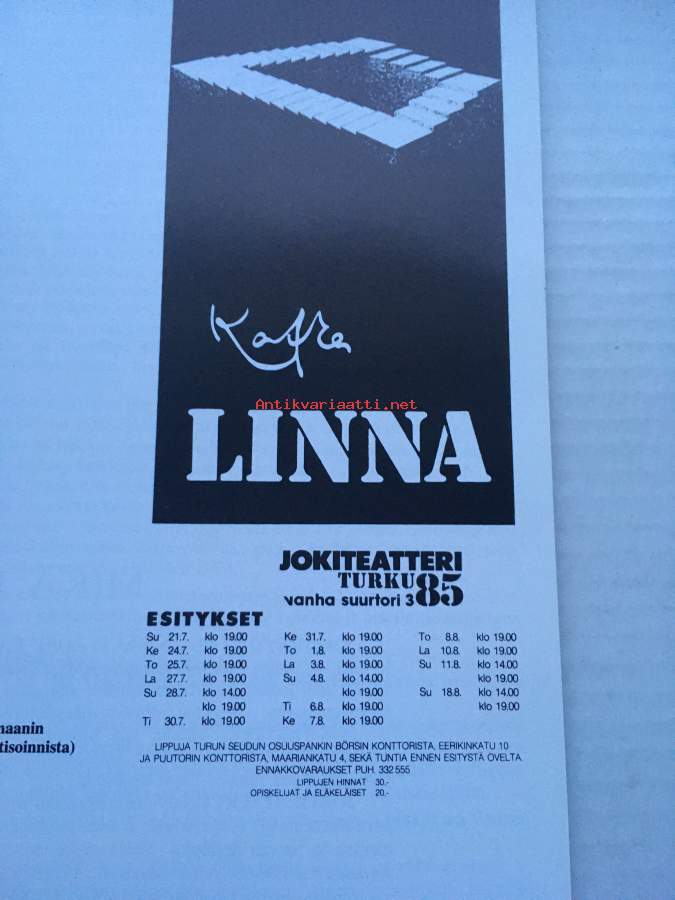 Kafka
Antikvariaatti.net
LINNA
JOKITEATTERI
TURKU 85
vanha suurtori 3
ESITYKSET
Su 21.7. klo 19.00 Ke 31.7. klo 19.00 To 8.8. klo 19.00
Ke 24.7. klo 19.00 To 1.8. klo 19.00 La 10.8. klo 19.00
To 25.7. klo 19.00 La 3.8. klo 19.00 Su 11.8. klo 14.00
La 27.7. klo 19.00 Su 4.8. klo 14.00 klo 19.00
Su 28.7. klo 14.00 klo 19.00 Su 18.8. klo 14.00
klo 19.00 Ti 6.8. klo 19.00 klo 19.00
Ti 30.7. klo 19.00 Ke 7.8. klo 19.00
LIPPUJA TURUN SEUDUN OSUUSPANKIN BÖRSIN KONTTORISTA, EERIKINKATU 10
JA PUUTORIN KONTTORISTA, MAARIANKATU 4, SEKÄ TUNTIA ENNEN ESITYSTÄ OVELTA.
ENNAKKOVARAUKSET PUH. 332 555
LIPPUJEN HINNAT 30,-
OPISKELIJAT JA ELÄKELÄISET 20,-
naanin
tisoinnista)